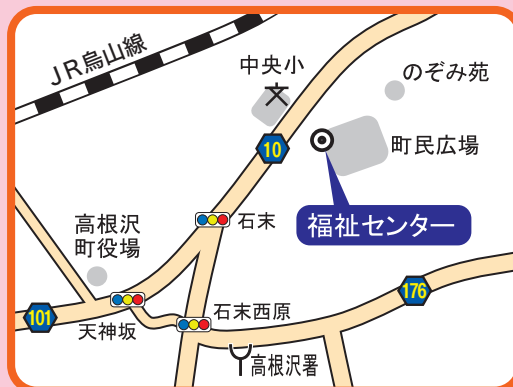 JR烏山線
中央小
のぞみ苑
10
町民広場
石末
福祉センター
高根沢
町役場
176
101
天神坂
石末西原
高根沢署